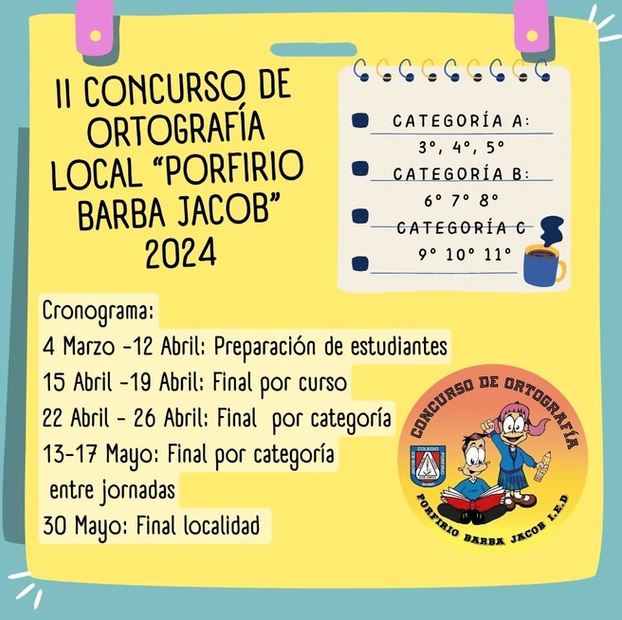 II CONCURSO DE
ORTOGRAFÍA
LOCAL “PORFIRIO
BARBA JACOB”
2024
CATEGORÍA A:
3°, 4°, 5°
CATEGORÍA B:
6° 7° 8°
CATEGORÍA C
9° 10° 11°
Cronograma:
4 Marzo -12 Abril: Preparación de estudiantes
15 Abril -19 Abril: Final por curso
22 Abril - 26 Abril: Final por categoría
13-17 Mayo: Final por categoría
entre jornadas
30 Mayo: Final localidad
CONCURSO DE ORTOGRAFÍA
COLEGIO
PORFIRIO BARBA JACOB I.E.D